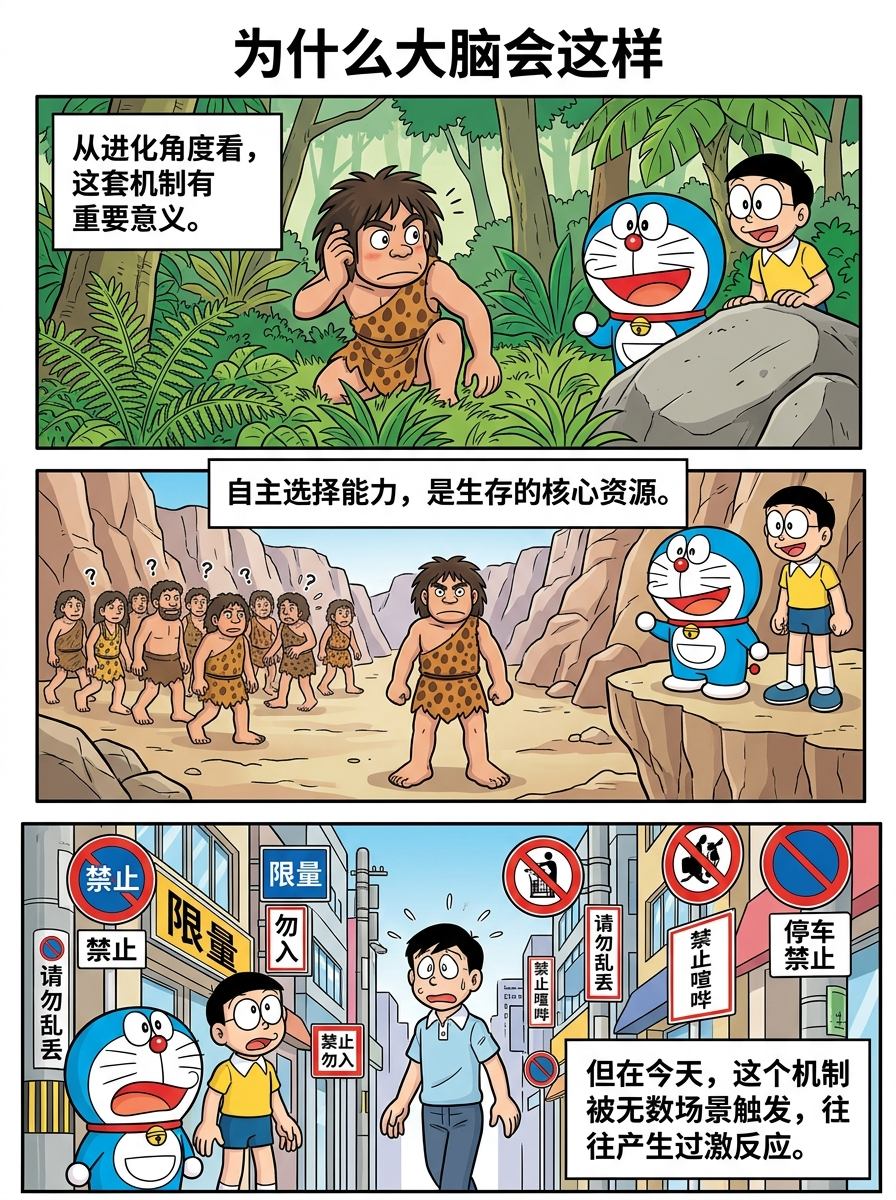 为什么大脑会这样
从进化角度看，
这套机制有
重要意义。
自主选择能力，是生存的核心资源。
?
?
?
?
?
禁止
禁止
请勿乱丢
限量
限量
勿入
禁止
勿入
禁止喧哗
请勿乱丢
禁止喧哗
停车
禁止
但在今天，这个机制
被无数场景触发，往
往产生过激反应。